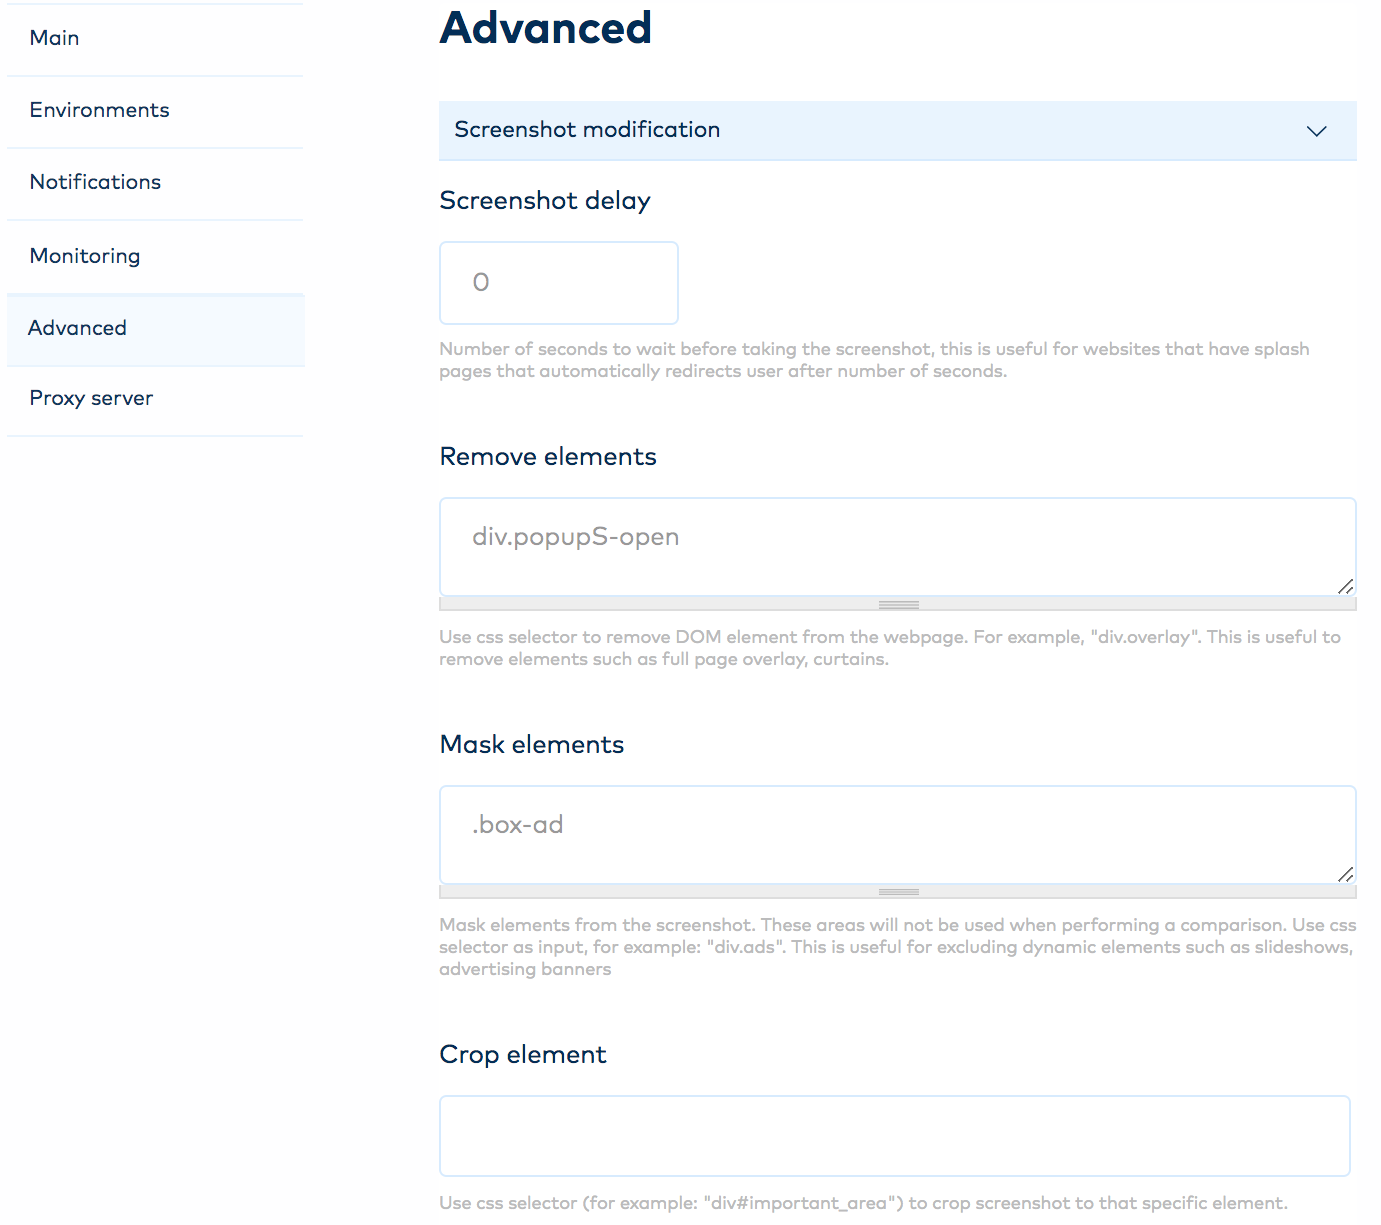 Main
Environments
Notifications
Monitoring
Advanced
Proxy server
Advanced
Screenshot modification
Screenshot delay
0
Number of seconds to wait before taking the screenshot, this is useful for websites that have splash
pages that automatically redirects user after number of seconds.
Remove elements
div.popupS-open
Use css selector to remove DOM element from the webpage. For example, "div.overlay". This is useful to
remove elements such as full page overlay, curtains.
Mask elements
.box-ad
Mask elements from the screenshot. These areas will not be used when performing a comparison. Use css
selector as input, for example: "div.ads". This is useful for excluding dynamic elements such as slideshows,
advertising banners
Crop element
Use css selector (for example: "div#important_area") to crop screenshot to that specific element.